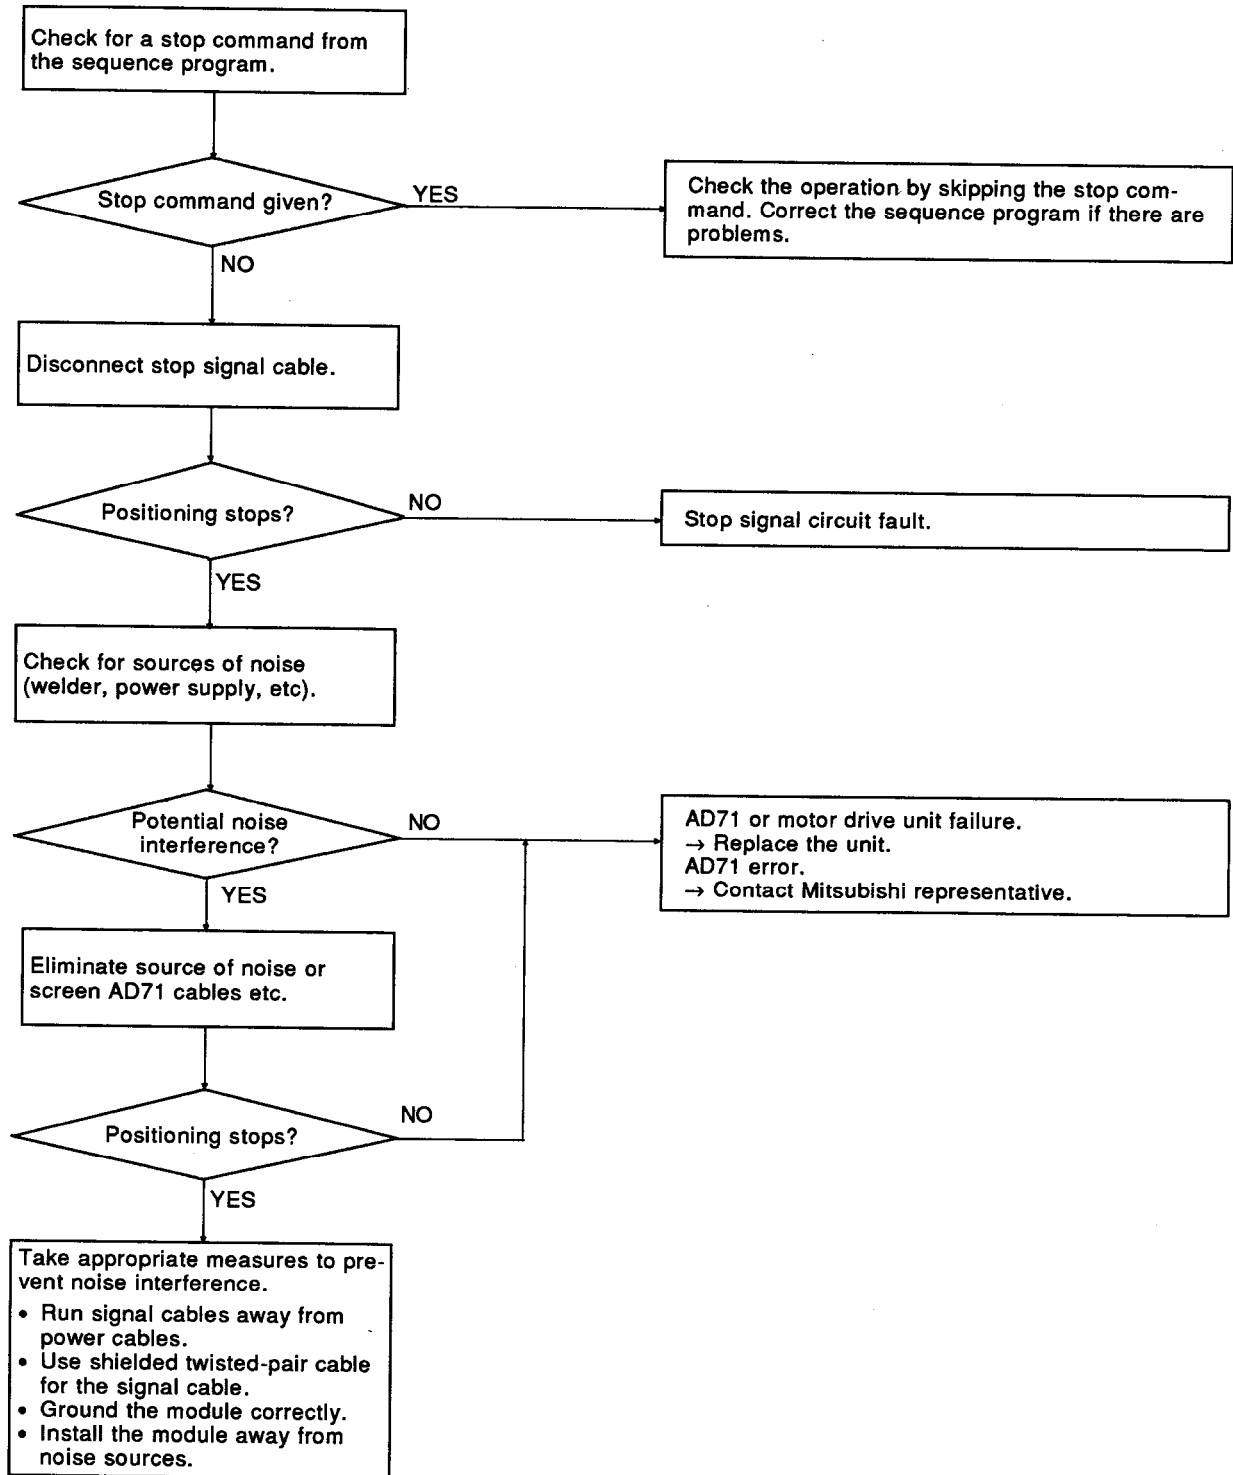 Check for a stop command from
the sequence program.
Stop command given?
YES
Check the operation by skipping the stop com-
mand. Correct the sequence program if there are
problems.
NO
Disconnect stop signal cable.
Positioning stops?
NO
Stop signal circuit fault.
YES
Check for sources of noise
(welder, power supply, etc).
Potential noise
interference?
NO
AD71 or motor drive unit failure.
→ Replace the unit.
AD71 error.
→ Contact Mitsubishi representative.
YES
Eliminate source of noise or
screen AD71 cables etc.
Positioning stops?
NO
YES
Take appropriate measures to pre-
vent noise interference.
• Run signal cables away from
power cables.
• Use shielded twisted-pair cable
for the signal cable.
• Ground the module correctly.
• Install the module away from
noise sources.